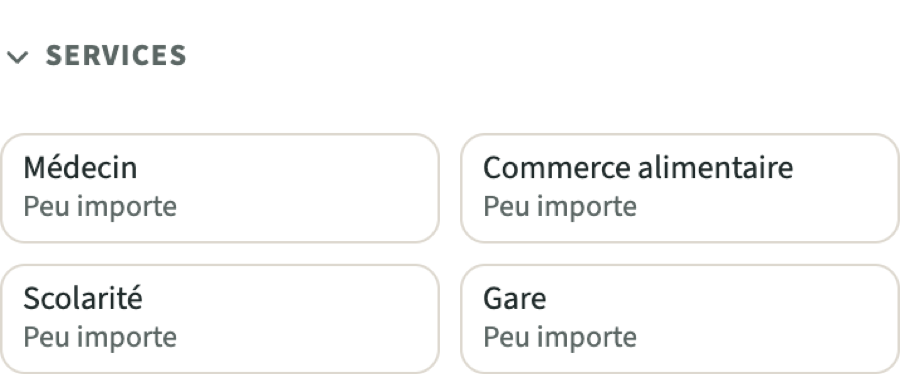 SERVICES
Médecin
Peu importe
Commerce alimentaire
Peu importe
Scolarité
Peu importe
Gare
Peu importe